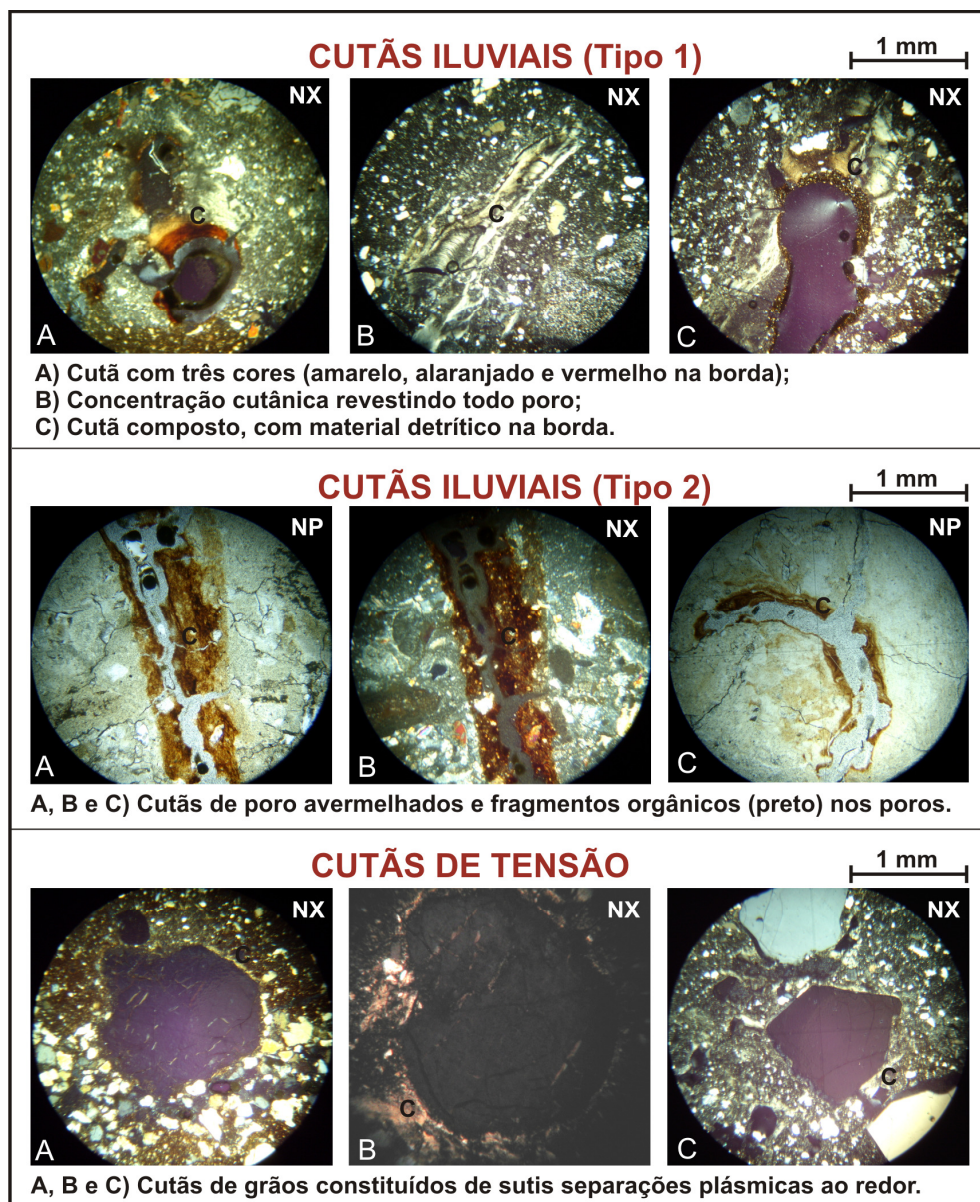 CUTÃS ILUVIAIS (Tipo 1)
1 mm
NX
NX
NX
C
C
C
A
B
C
A) Cutã com três cores (amarelo, alaranjado e vermelho na borda);
B) Concentração cutânica revestindo todo poro;
C) Cutã composto, com material detrítico na borda.
CUTÃS ILUVIAIS (Tipo 2)
1 mm
NP
NX
NP
C
C
C
A
B
C
A, B e C) Cutãs de poro avermelhados e fragmentos orgânicos (preto) nos poros.
CUTÃS DE TENSÃO
1 mm
NX
NX
NX
C
C
C
A
B
C
A, B e C) Cutãs de grãos constituídos de sutis separações plásmicas ao redor.